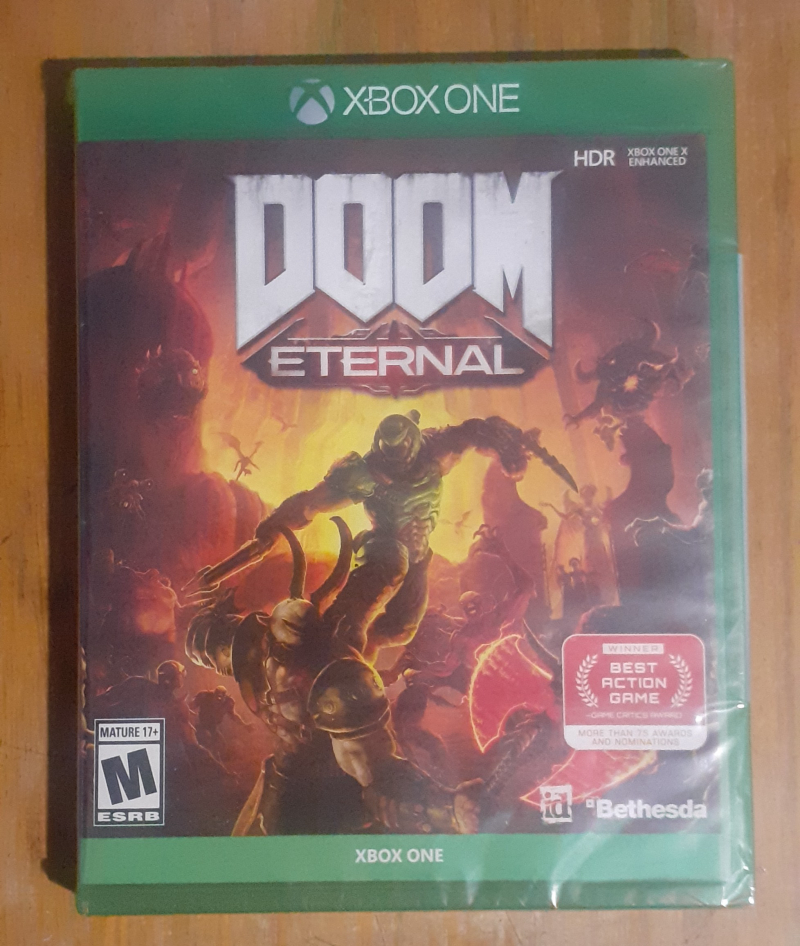 XBOX ONE
HDR
XBOX ONE X
ENHANCED
DOOM
ETERNAL
WINNER
BEST
ACTION
GAME
-GAME CRITICS AWARD
MORE THAN 75 AWARDS
AND NOMINATIONS
MATURE 17+
M
ESRB
id
Bethesda
XBOX ONE